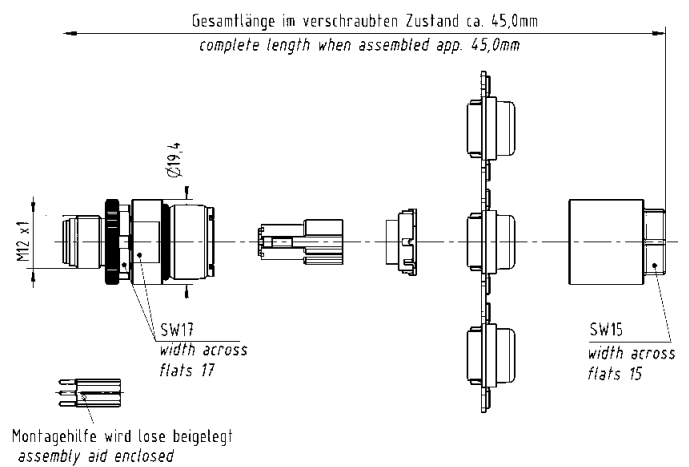 Gesamtlänge im verschraubten Zustand ca. 45,0mm
complete length when assembled app. 45,0mm
Ø19,4
M12 x1
SW17
width across
flats 17
SW15
width across
flats 15
Montagehilfe wird lose beigelegt
assembly aid enclosed